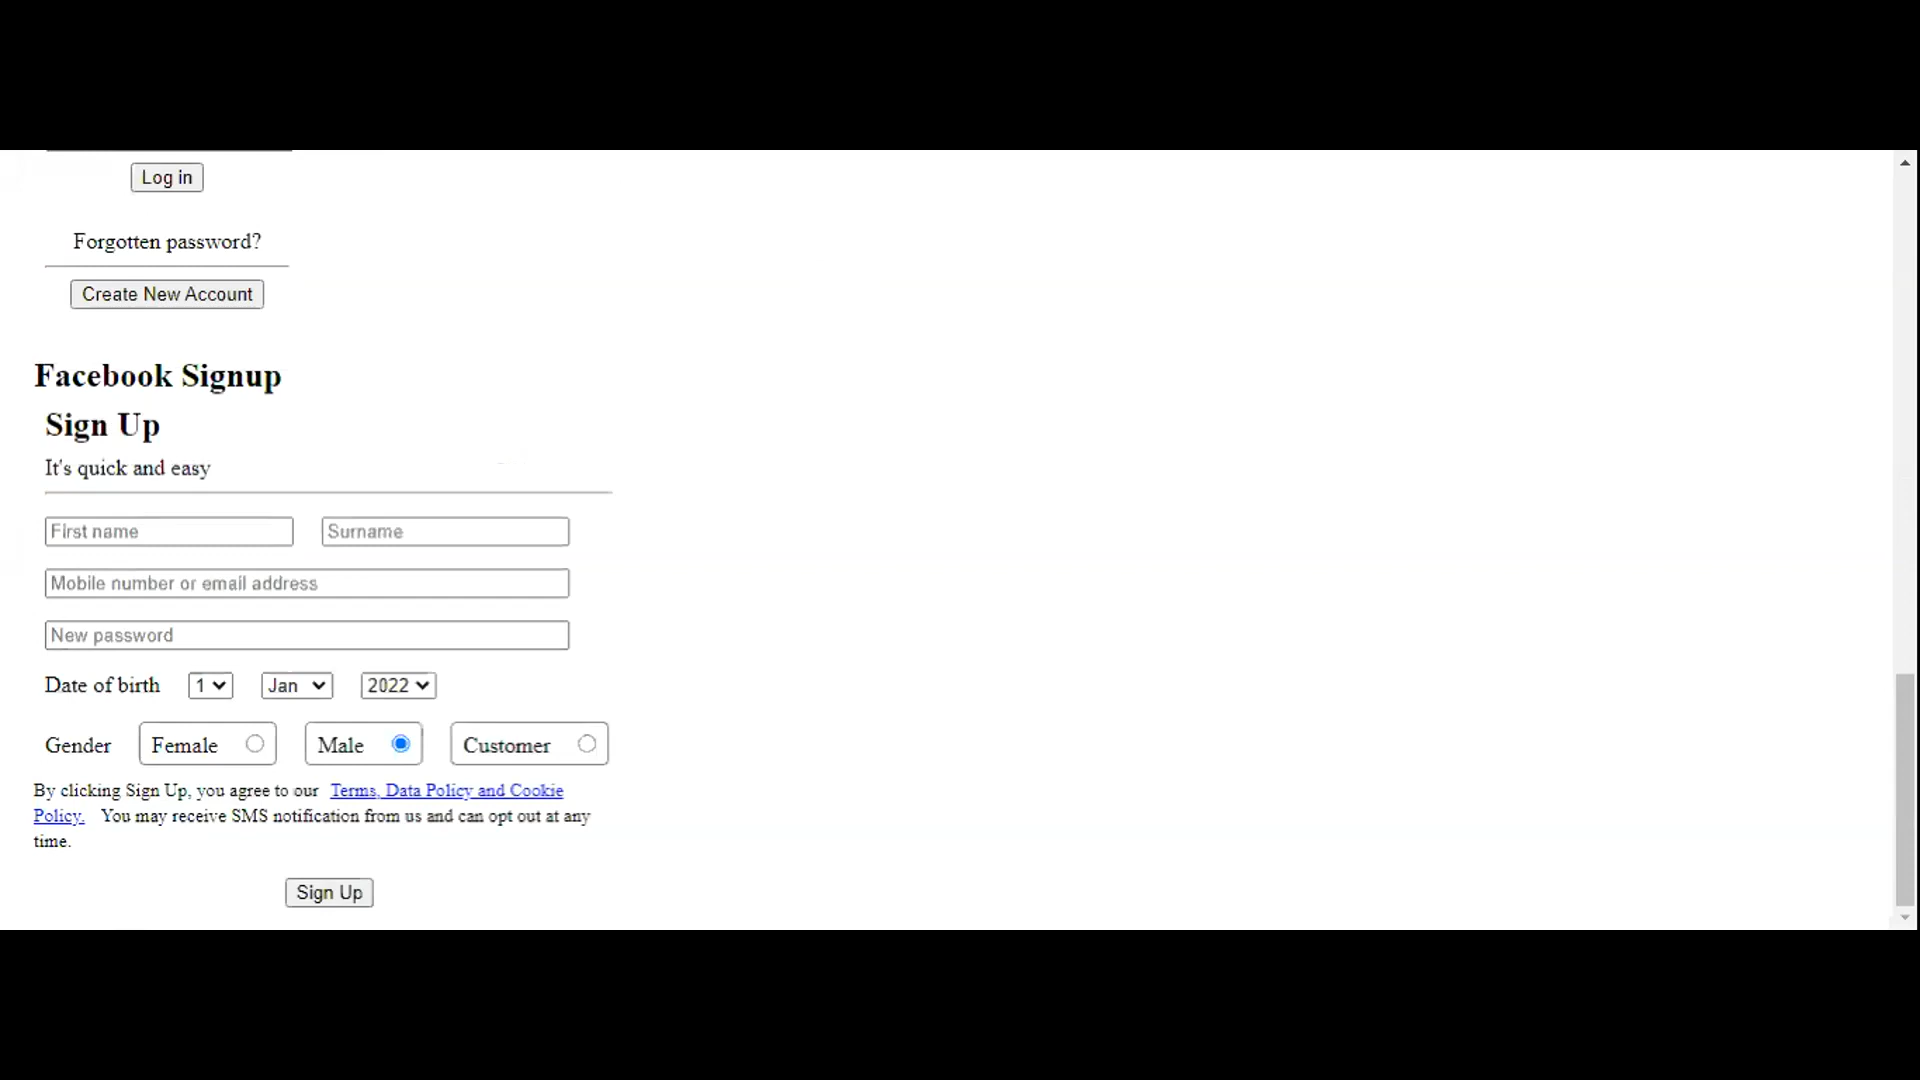 Log in
Forgotten password?
Create New Account
Facebook Signup
Sign Up
It's quick and easy
First name Surname
Mobile number or email address
New password
Date of birth 1 Jan 2022
Gender Female Male Customer
By clicking Sign Up, you agree to our Terms, Data Policy and Cookie
Policy. You may receive SMS notification from us and can opt out at any
time.
Sign Up